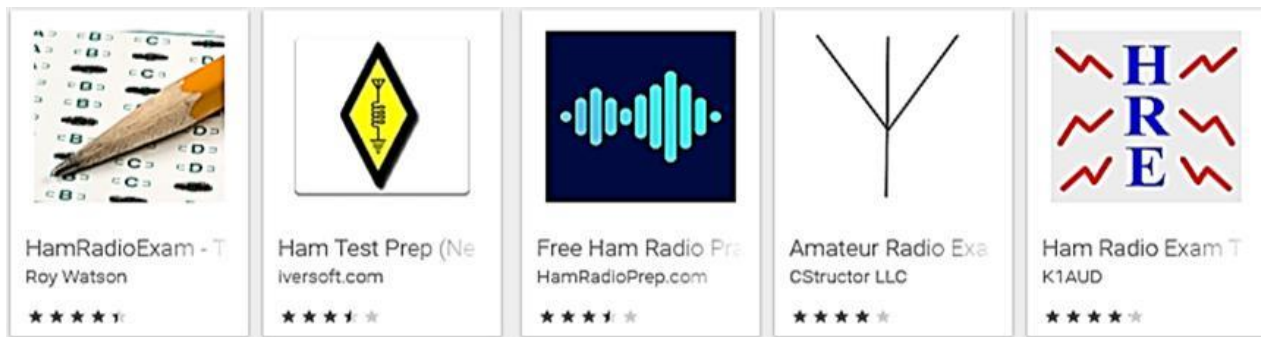 HamRadioExam - T
Roy Watson
Ham Test Prep (Ne
iversoft.com
Free Ham Radio Pra
HamRadioPrep.com
Amateur Radio Exa
CStructor LLC
H
R
E
Ham Radio Exam T
K1AUD